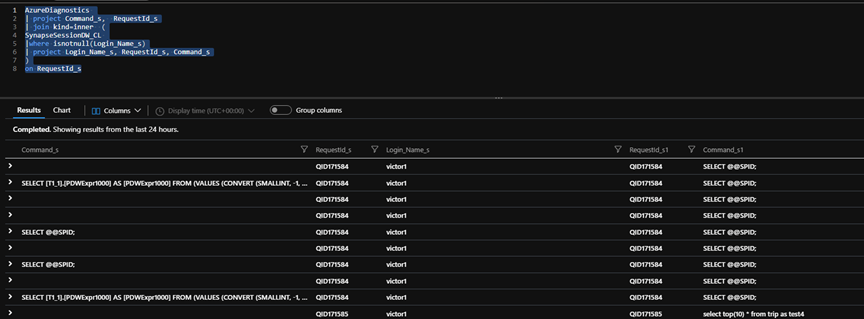 1 AzureDiagnostics
2 | project Command_s, RequestId_s
3 | join kind=inner (
4 SynapseSessionDW_CL
5 |where isnotnull(Login_Name_s)
6 | project Login_Name_s, RequestId_s, Command_s
7 )
8 on RequestId_s
...
Results Chart Columns Display time (UTC+00:00) Group columns
Completed. Showing results from the last 24 hours.
Command_s RequestId_s Login_Name_s RequestId_s1 Command_s1
QID171584 victor1 QID171584 SELECT @@SPID;
SELECT [T1_1].[PDWExpr1000] AS [PDWExpr1000] FROM (VALUES (CONVERT (SMALLINT, -1, ... QID171584 victor1 QID171584 SELECT @@SPID;
QID171584 victor1 QID171584 SELECT @@SPID;
QID171584 victor1 QID171584 SELECT @@SPID;
SELECT @@SPID; QID171584 victor1 QID171584 SELECT @@SPID;
QID171584 victor1 QID171584 SELECT @@SPID;
SELECT @@SPID; QID171584 victor1 QID171584 SELECT @@SPID;
QID171584 victor1 QID171584 SELECT @@SPID;
SELECT [T1_1].[PDWExpr1000] AS [PDWExpr1000] FROM (VALUES (CONVERT (SMALLINT, -1, ... QID171584 victor1 QID171584 SELECT @@SPID;
QID171585 victor1 QID171585 select top(10) * from trip as test4